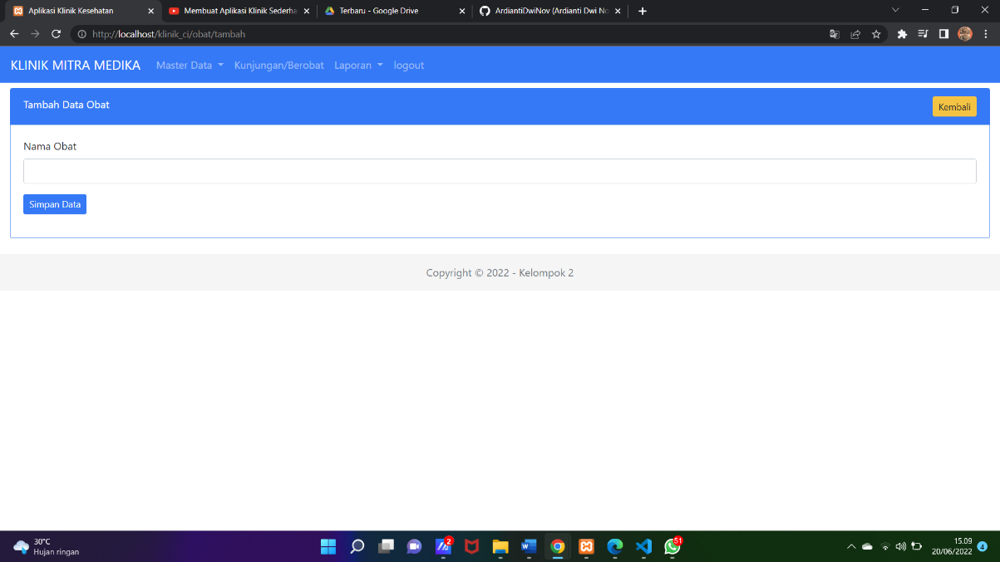 Aplikasi Klinik Kesehatan
Membuat Aplikasi Klinik Sederha
Terbaru - Google Drive
ArdiantiDwiNov (Ardianti Dwi No
http://localhost/klinik_ci/obat/tambah
KLINIK MITRA MEDIKA Master Data Kunjungan/Berobat Laporan logout
Tambah Data Obat
Kembali
Nama Obat
Simpan Data
Copyright © 2022 - Kelompok 2
30°C
Hujan ringan
2
51
15.09
20/06/2022
4